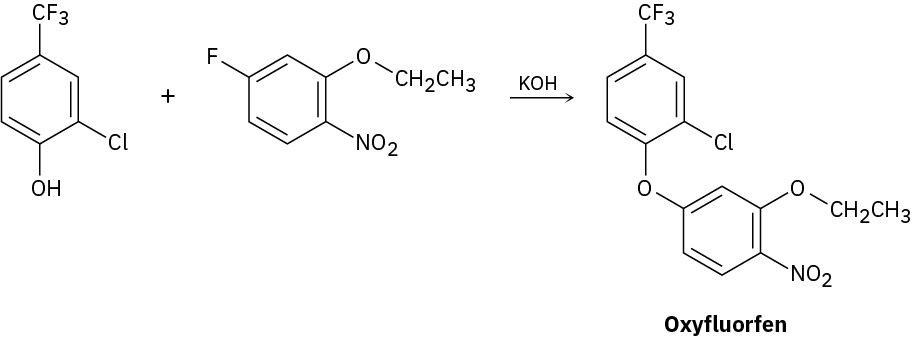 CF3
Cl
OH
+
F
O
CH2CH3
NO2
KOH
CF3
Cl
O
O
CH2CH3
NO2
Oxyfluorfen